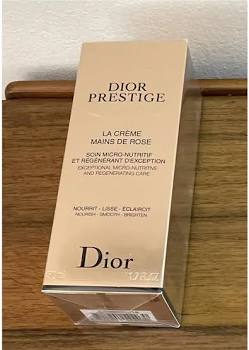 DIOR
PRESTIGE
LA CRÈME
MAINS DE ROSE
SOIN MICRO-NUTRITIF
ET RÉGÉNÉRANT D'EXCEPTION
EXCEPTIONAL MICRO-NUTRITIVE
AND REGENERATING CARE
NOURRIT - LISSE - ÉCLAIRCIT
NOURISH - SMOOTH - BRIGHTEN
Dior